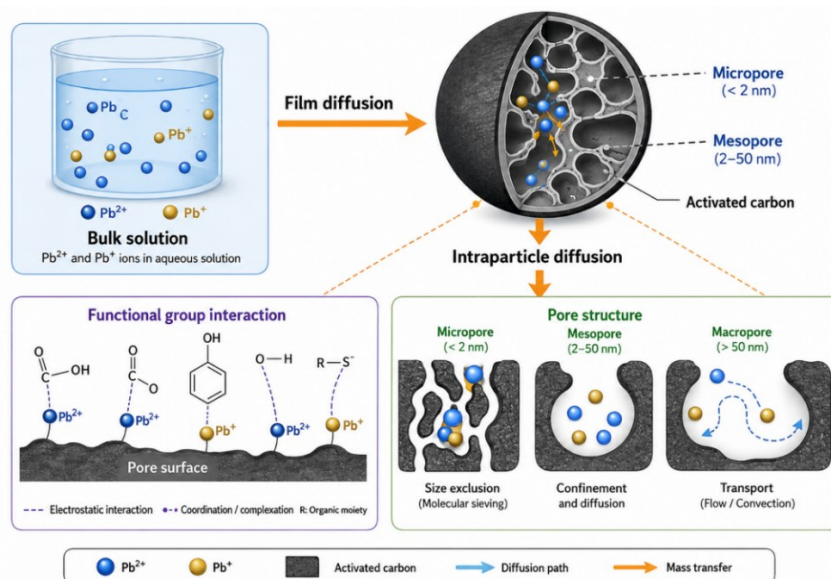 Pb
C
Pb⁺
Pb²⁺
Pb⁺
Bulk solution
Pb²⁺ and Pb⁺ ions in aqueous solution
Film diffusion
Micropore
(< 2 nm)
Mesopore
(2–50 nm)
Activated carbon
Intraparticle diffusion
Functional group interaction
O
C
OH
Pb²⁺
O
C
O
Pb²⁺
OH
Pb⁺
O—H
Pb²⁺
R—S⁻
Pb⁺
Pore surface
Electrostatic interaction
Coordination / complexation
R: Organic moiety
Pore structure
Micropore
(< 2 nm)
Mesopore
(2–50 nm)
Macropore
(> 50 nm)
Size exclusion
(Molecular sieving)
Confinement
and diffusion
Transport
(Flow / Convection)
Pb²⁺
Pb⁺
Activated carbon
Diffusion path
Mass transfer